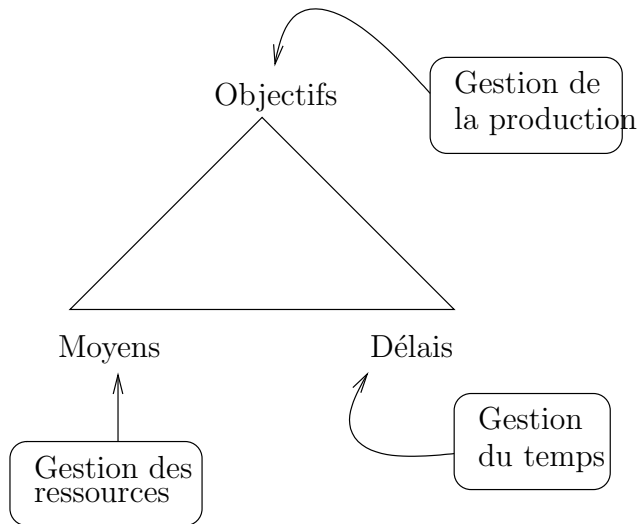 Objectifs
Gestion de
la production
Moyens
Délais
Gestion des
ressources
Gestion
du temps